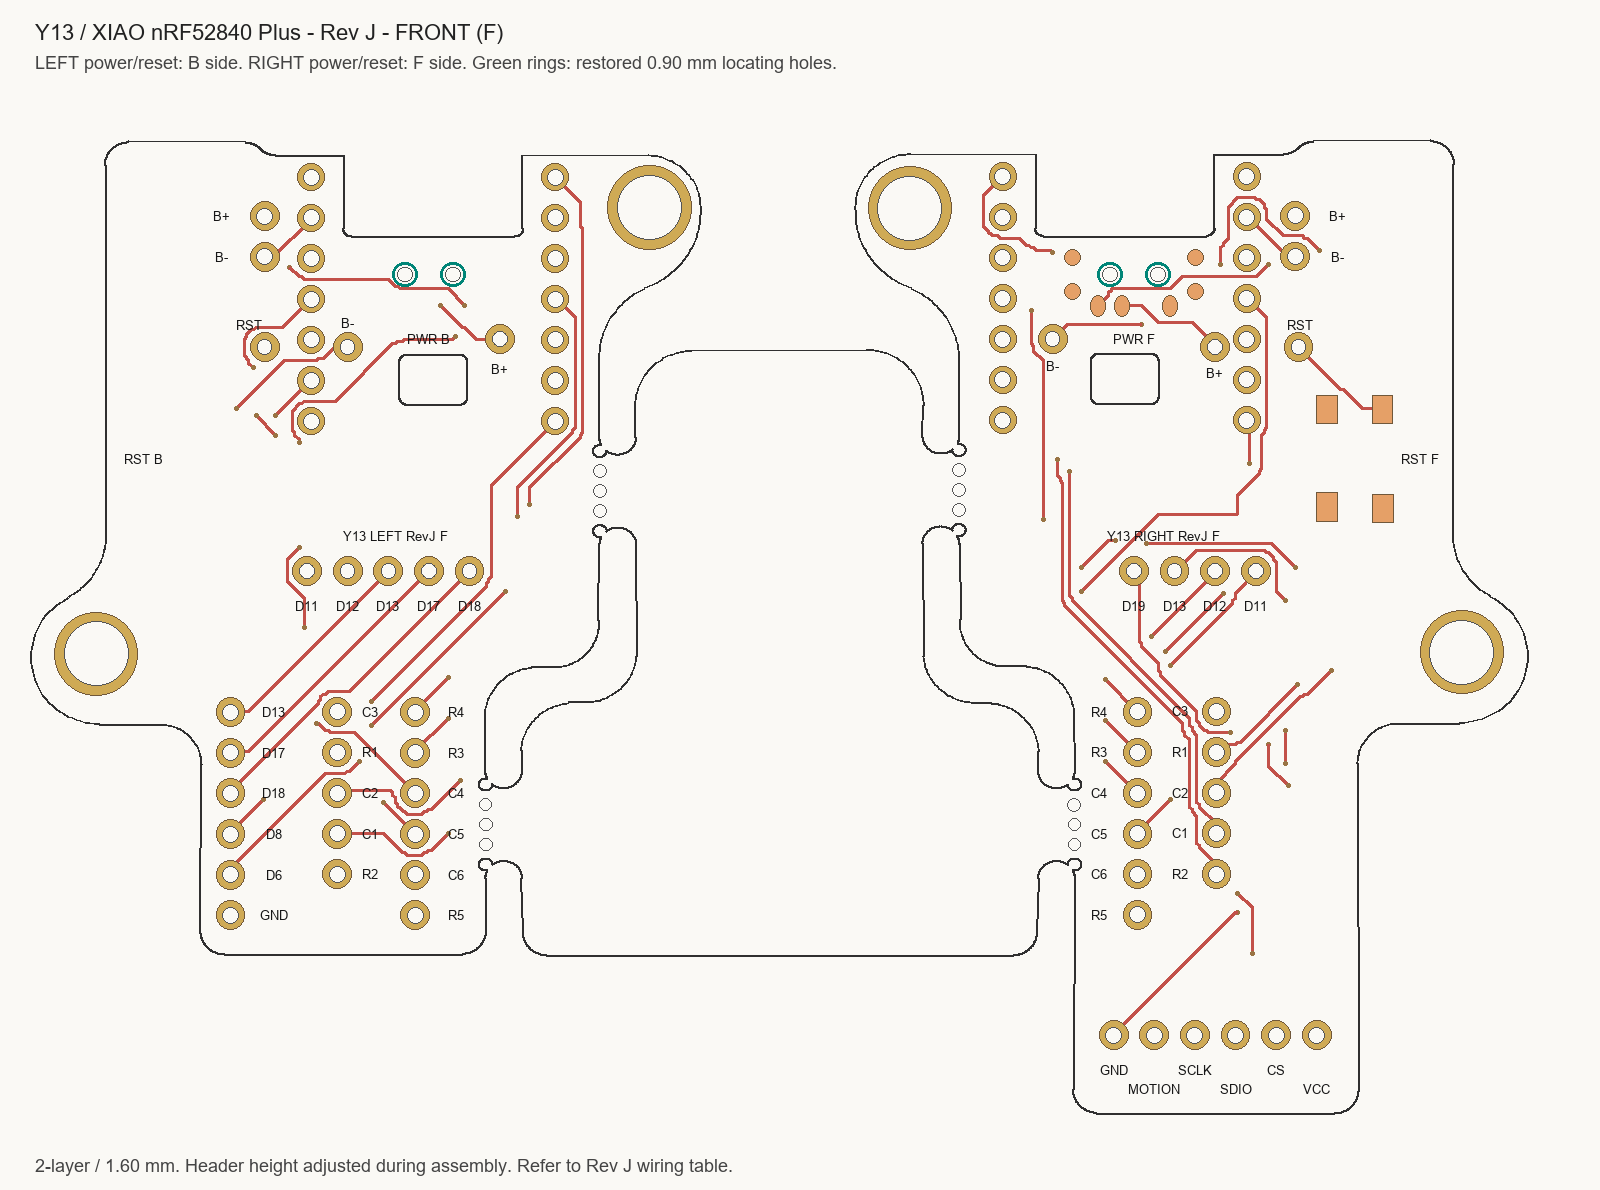 Y13 / XIAO nRF52840 Plus - Rev J - FRONT (F)
LEFT power/reset: B side. RIGHT power/reset: F side. Green rings: restored 0.90 mm locating holes.
B+
B-
RST
B-
PWR B
B+
RST B
Y13 LEFT RevJ F
D11 D12 D13 D17 D18
D13 C3 R4
D17 R1 R3
D18 C2 C4
D8 C1 C5
D6 R2 C6
GND R5
B+
B-
RST
PWR F
B-
B+
RST F
Y13 RIGHT RevJ F
D19 D13 D12 D11
R4 C3
R3 R1
C4 C2
C5 C1
C6 R2
R5
GND SCLK CS
MOTION SDIO VCC
2-layer / 1.60 mm. Header height adjusted during assembly. Refer to Rev J wiring table.